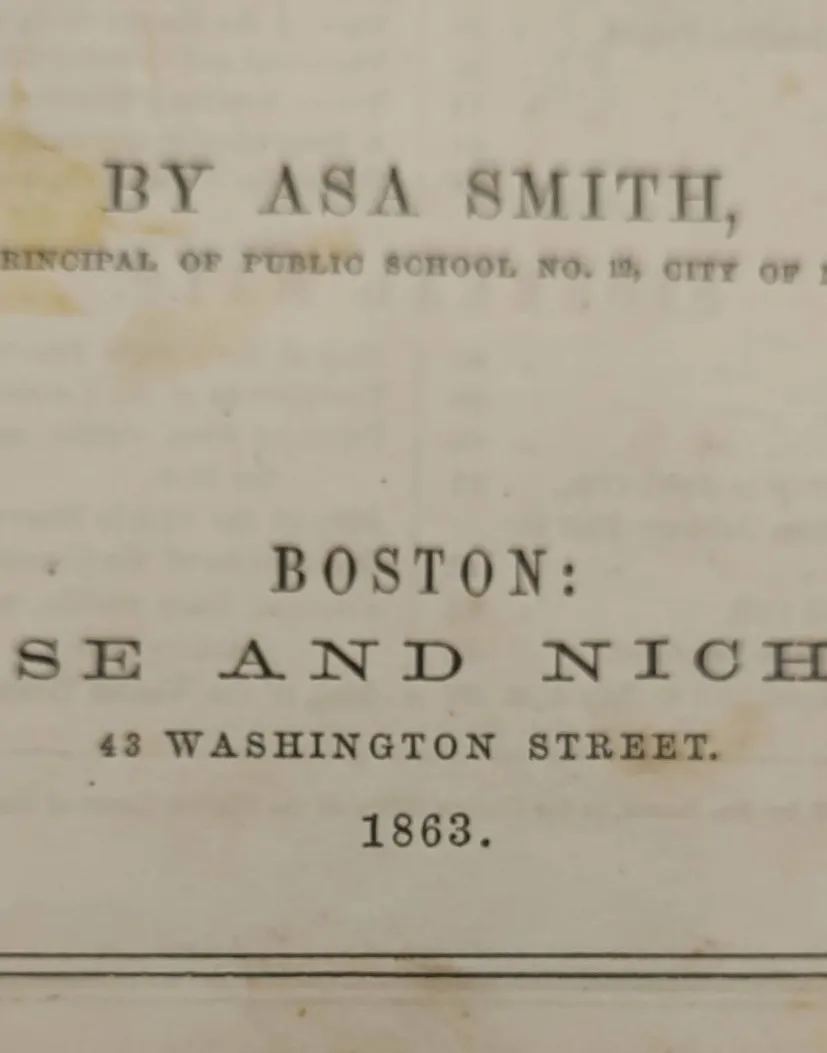 BY ASA SMITH,
RINCIPAL OF PUBLIC SCHOOL NO. 12, CITY OF
BOSTON:
SE AND NICH
43 WASHINGTON STREET.
1863.